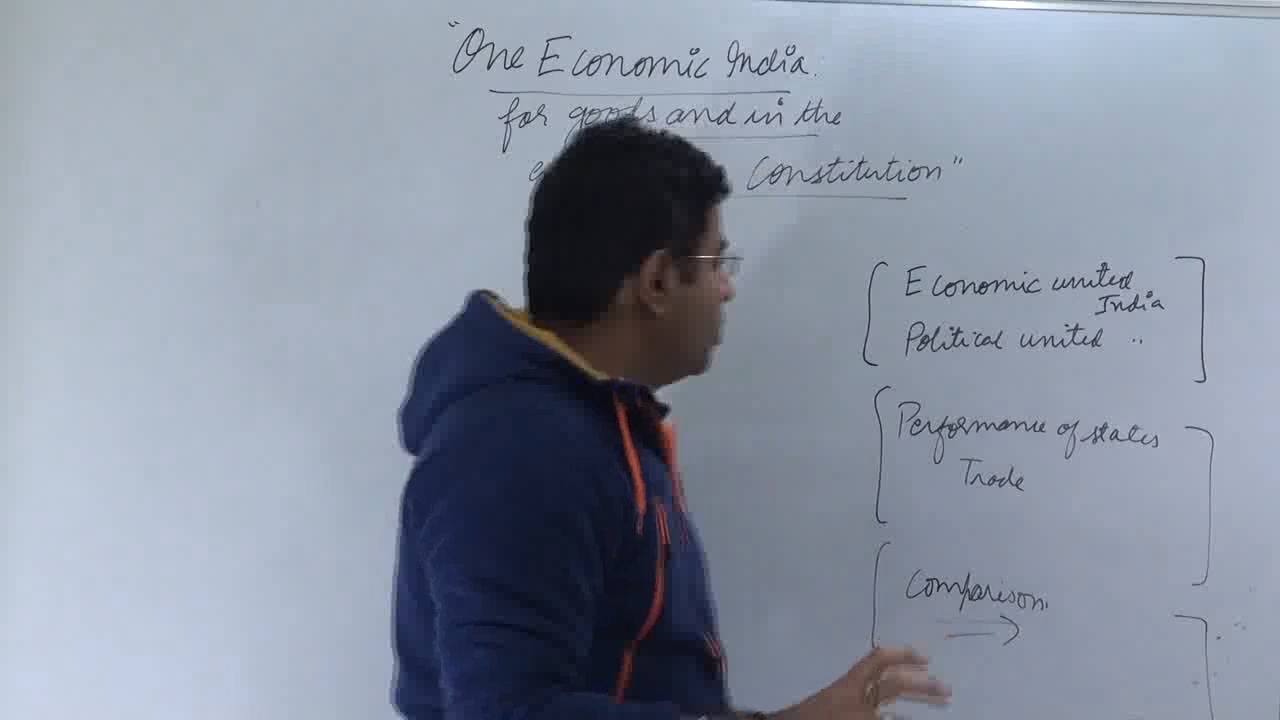 "One Economic India.
for goods and in the
Constitution"
Economic united
India
Political united "
Performance of states
Trade
Comparison.